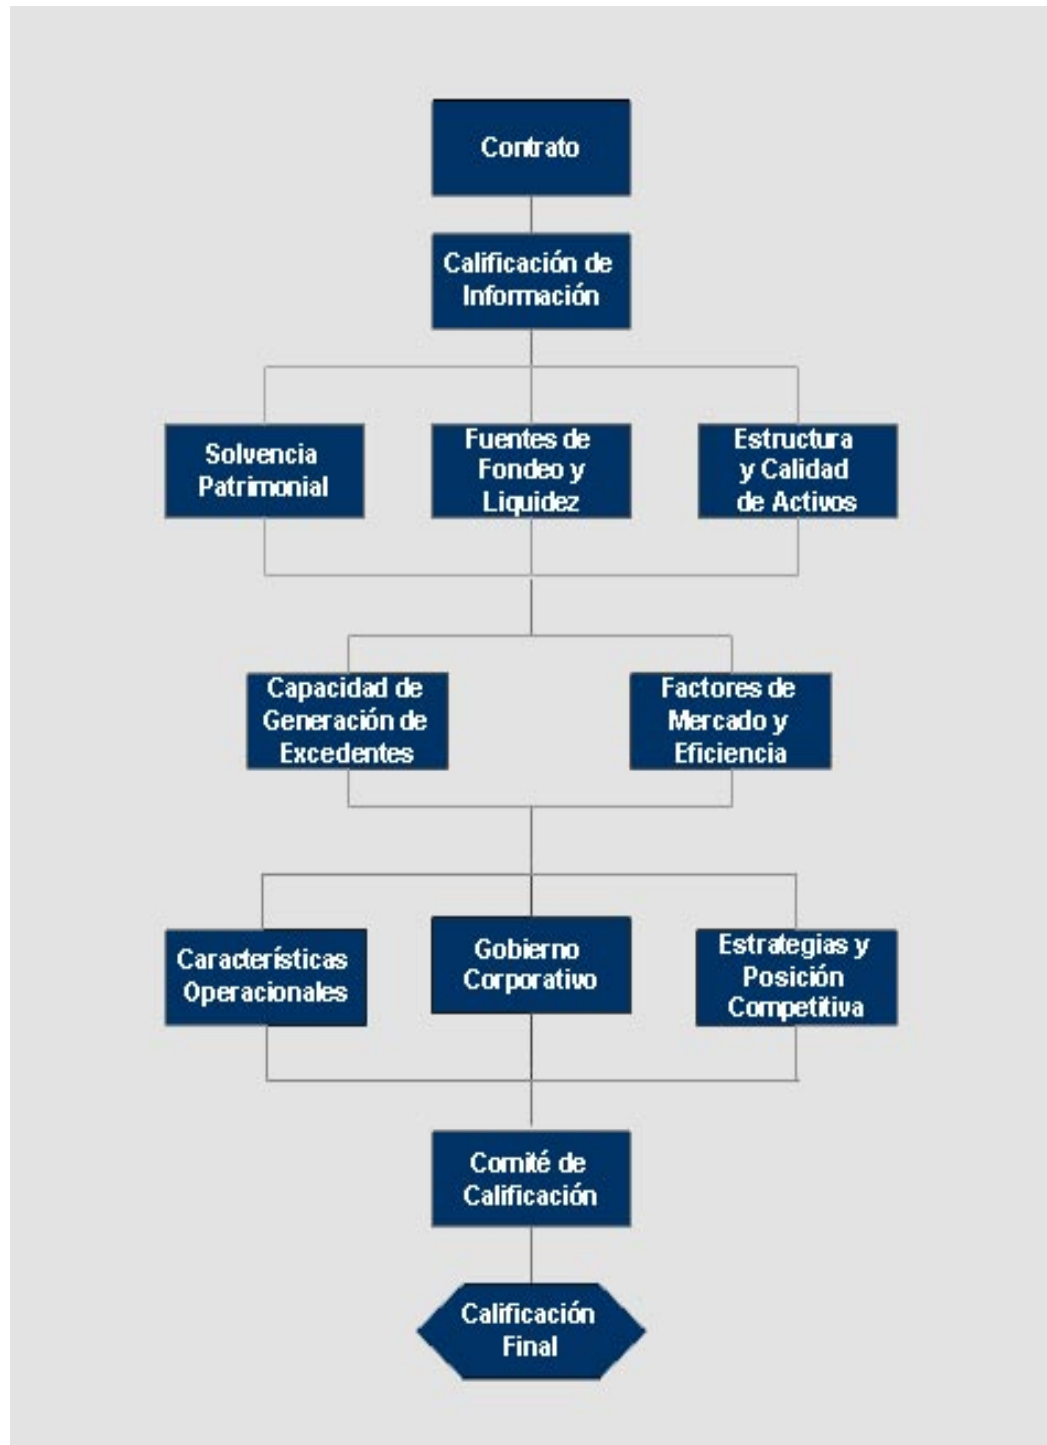 Contrato
Calificación de
Información
Solvencia
Patrimonial
Fuentes de
Fondeo y
Liquidez
Estructura
y Calidad
de Activos
Capacidad de
Generación de
Excedentes
Factores de
Mercado y
Eficiencia
Características
Operacionales
Gobierno
Corporativo
Estrategias y
Posición
Competitiva
Comité de
Calificación
Calificación
Final